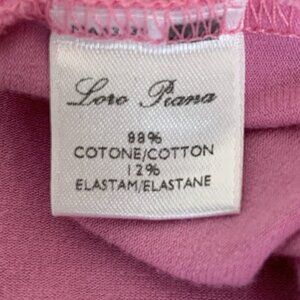 Loro Piana
88%
COTONE/COTTON
12%
ELASTAM/ELASTANE